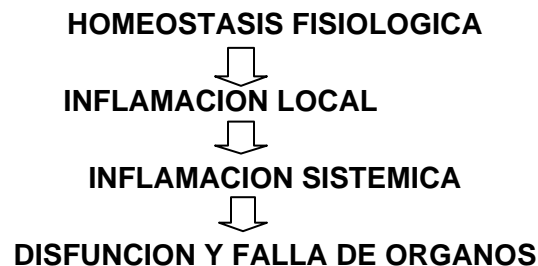 HOMEOSTASIS FISIOLOGICA
INFLAMACION LOCAL
INFLAMACION SISTEMICA
DISFUNCION Y FALLA DE ORGANOS